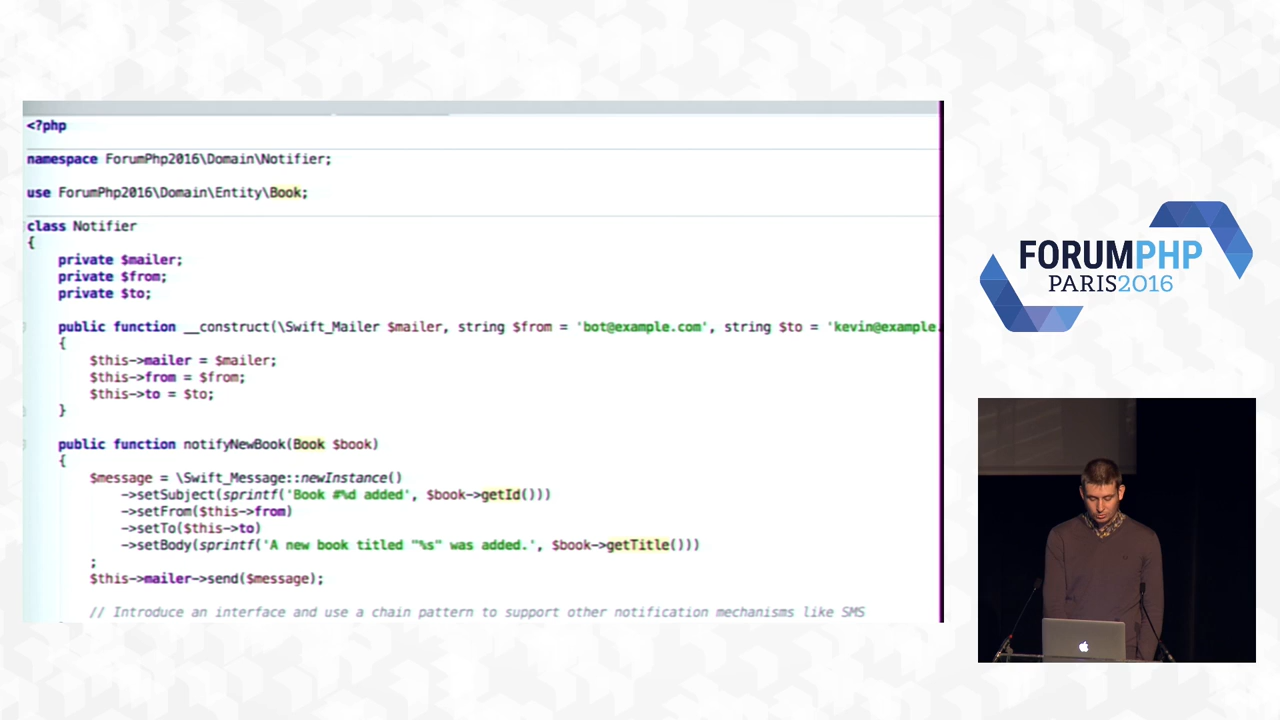 <?php
namespace ForumPhp2016\Domain\Notifier;
use ForumPhp2016\Domain\Entity\Book;
class Notifier
{
private $mailer;
private $from;
private $to;
public function __construct(\Swift_Mailer $mailer, string $from = 'bot@example.com', string $to = 'kevin@example.
{
$this->mailer = $mailer;
$this->from = $from;
$this->to = $to;
}
public function notifyNewBook(Book $book)
{
$message = \Swift_Message::newInstance()
->setSubject(sprintf('Book #%d added', $book->getId()))
->setFrom($this->from)
->setTo($this->to)
->setBody(sprintf('A new book titled "%s" was added.', $book->getTitle()))
;
$this->mailer->send($message);
// Introduce an interface and use a chain pattern to support other notification mechanisms like SMS
FORUMPHP
PARIS2016